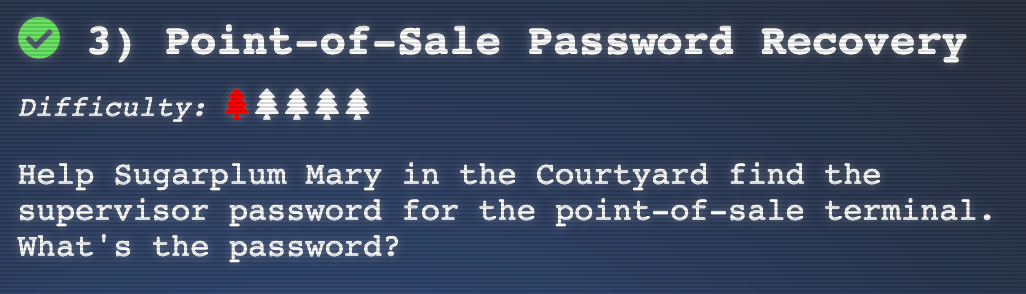 3) Point-of-Sale Password Recovery
Difficulty:
Help Sugarplum Mary in the Courtyard find the
supervisor password for the point-of-sale terminal.
What's the password?